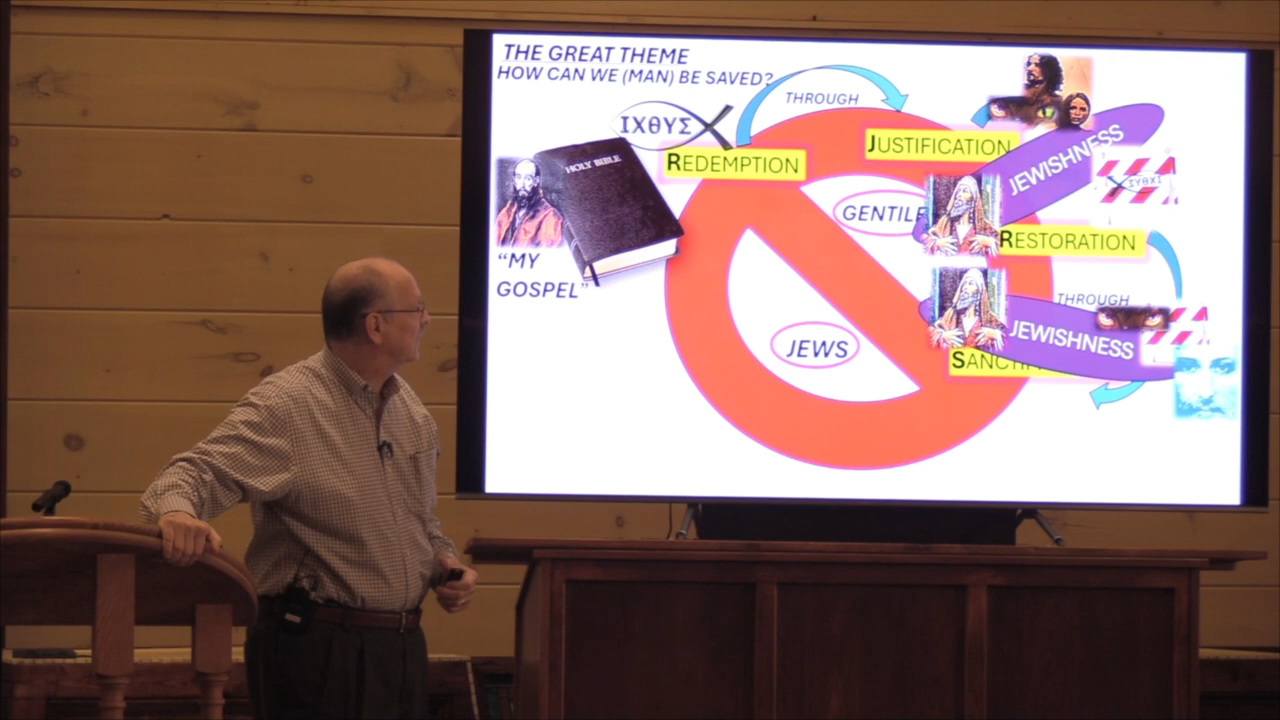 THE GREAT THEME
HOW CAN WE (MAN) BE SAVED?
THROUGH
ΙΧθΥΣ
HOLY BIBLE
REDEMPTION
JUSTIFICATION
JEWISHNESS
GENTILE
RESTORATION
"MY
GOSPEL"
THROUGH
JEWISHNESS
JEWS